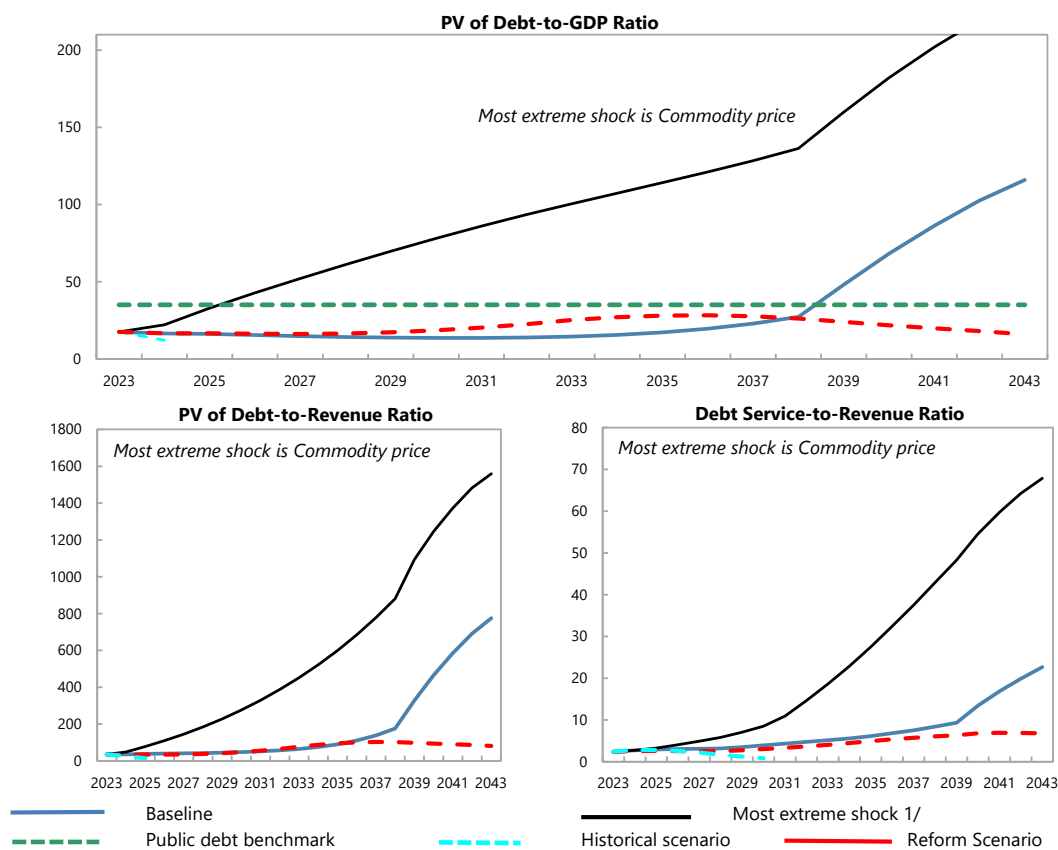 PV of Debt-to-GDP Ratio
200
Most extreme shock is Commodity price
150
100
50
0
2023 2025 2027 2029 2031 2033 2035 2037 2039 2041 2043
PV of Debt-to-Revenue Ratio
1800
Most extreme shock is Commodity price
1600
1400
1200
1000
800
600
400
200
0
2023 2025 2027 2029 2031 2033 2035 2037 2039 2041 2043
Debt Service-to-Revenue Ratio
80
Most extreme shock is Commodity price
70
60
50
40
30
20
10
0
2023 2025 2027 2029 2031 2033 2035 2037 2039 2041 2043
Baseline Most extreme shock 1/
Public debt benchmark Historical scenario Reform Scenario